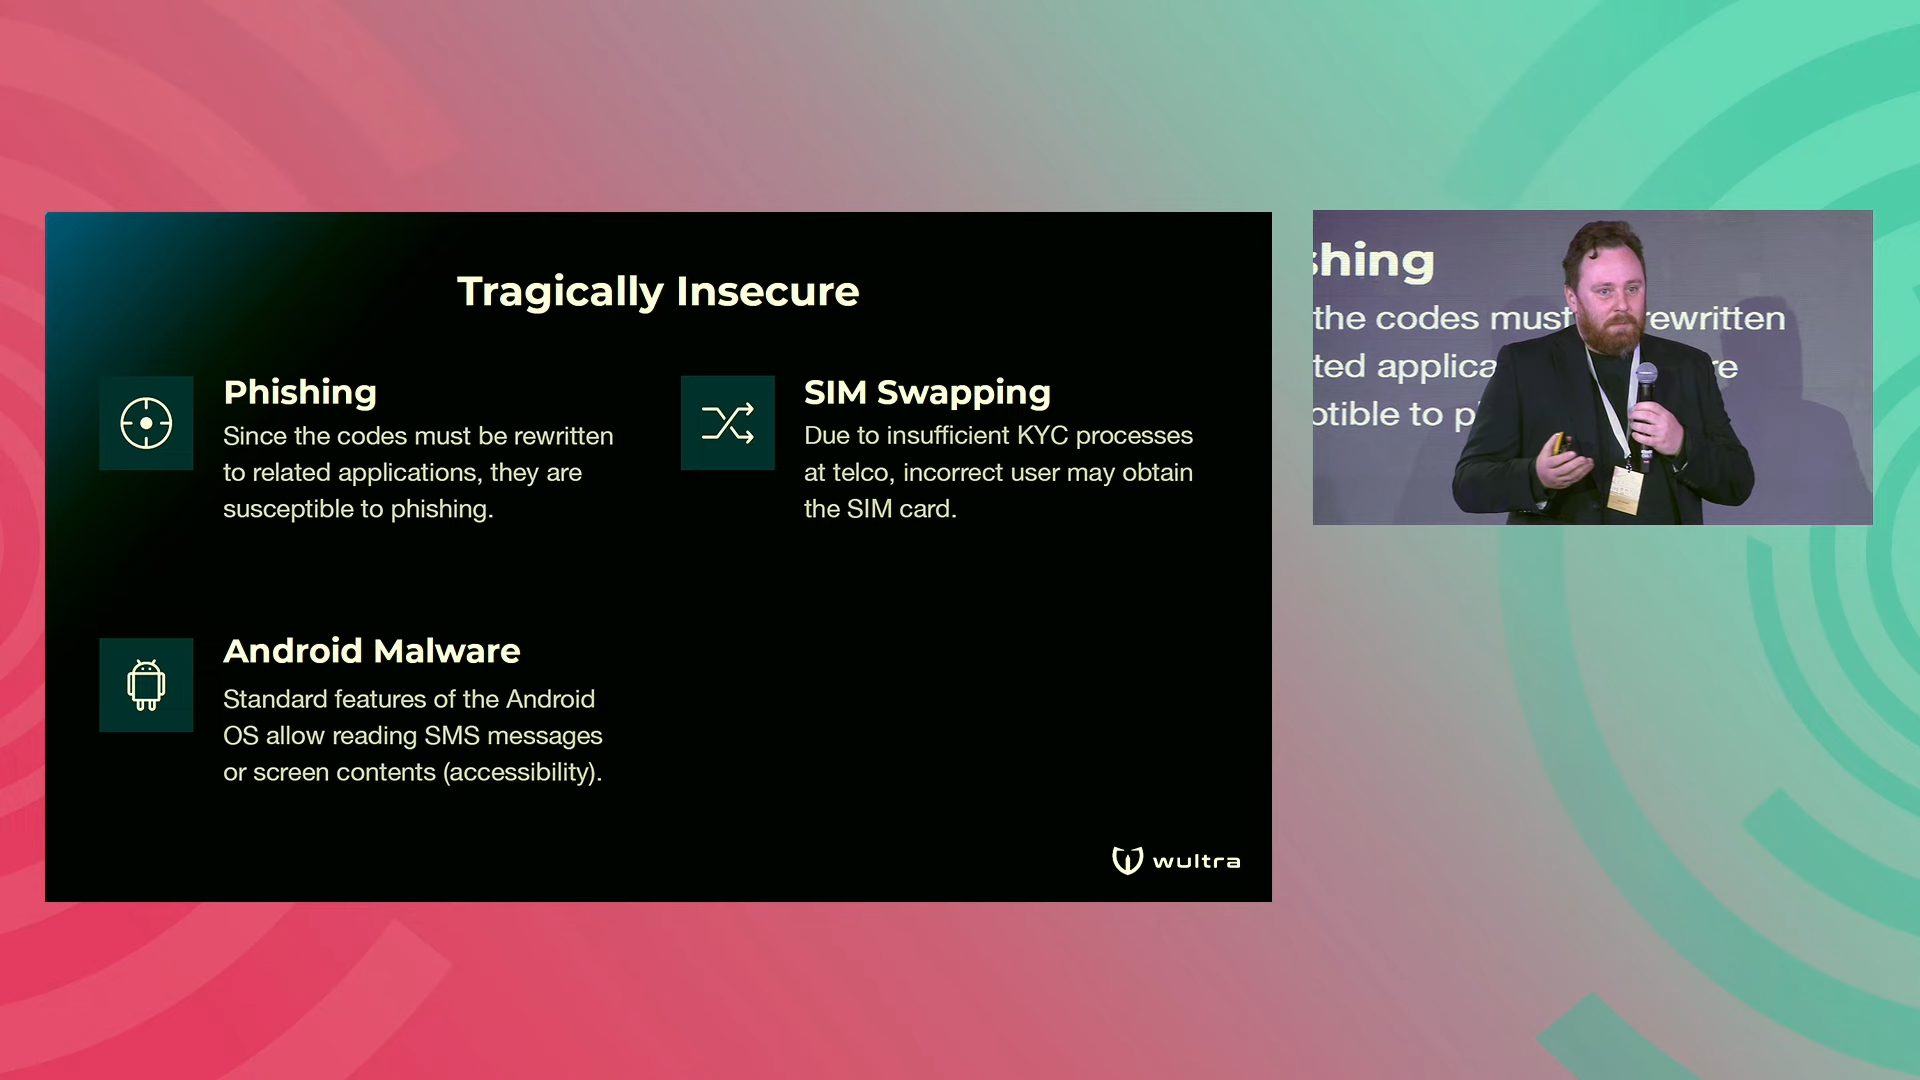 Tragically Insecure
Phishing
Since the codes must be rewritten
to related applications, they are
susceptible to phishing.
SIM Swapping
Due to insufficient KYC processes
at telco, incorrect user may obtain
the SIM card.
Android Malware
Standard features of the Android
OS allow reading SMS messages
or screen contents (accessibility).
wultra
shing
the codes must rewritten
ted applica re
ptible to p